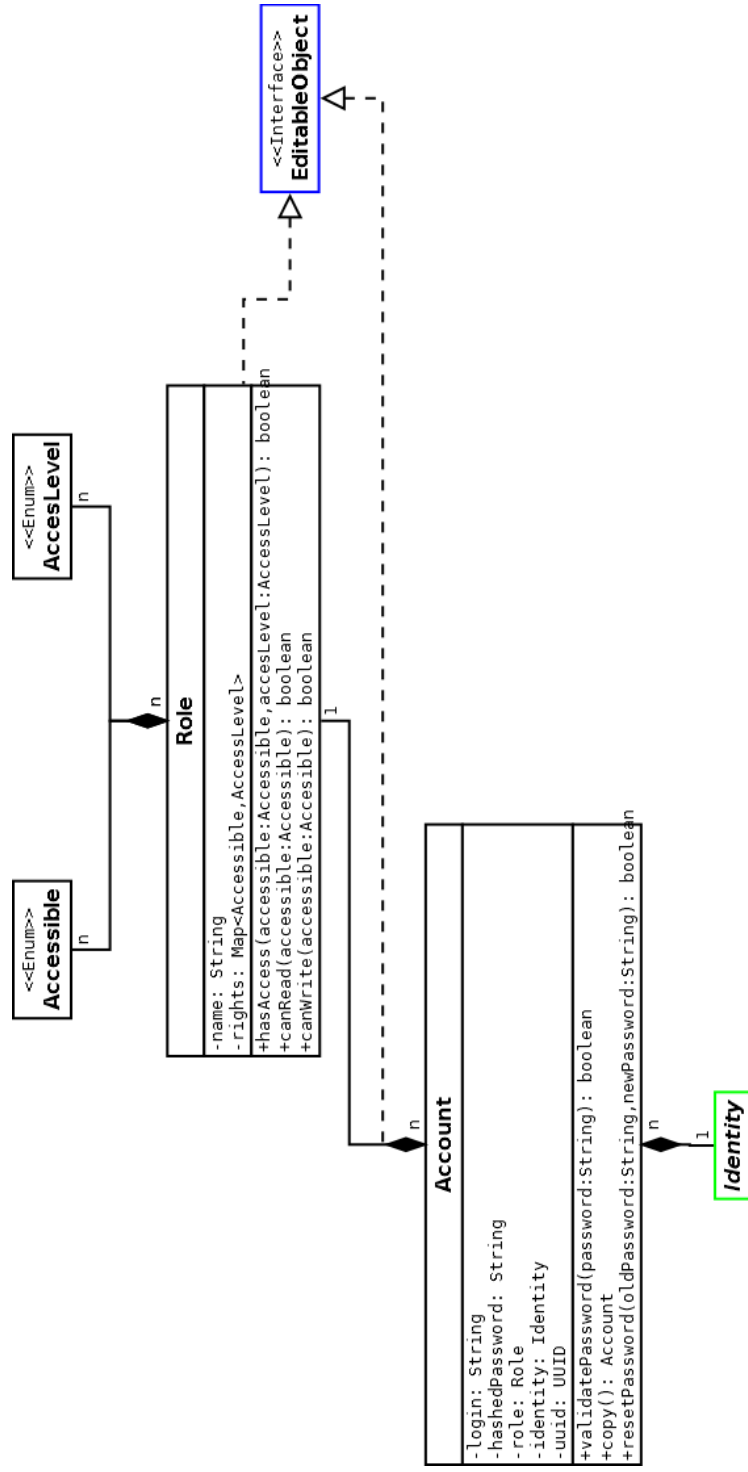 <<Enum>>
Accessible
n
<<Enum>>
AccesLevel
n
n
Role
-name: String
-rights: Map<Accessible,AccessLevel>
+hasAccess(accessible:Accessible,accesLevel:AccessLevel): boolean
+canRead(accessible:Accessible): boolean
+canWrite(accessible:Accesible): boolean
1
<<Interface>>
EditableObject
n
Account
-login: String
-hashedPassword: String
-role: Role
-identity: Identity
-uuid: UUID
+validatePassword(password:String): boolean
+copy(): Account
+resetPassword(oldPassword:String,newPassword:String): boolean
n
1
Identity